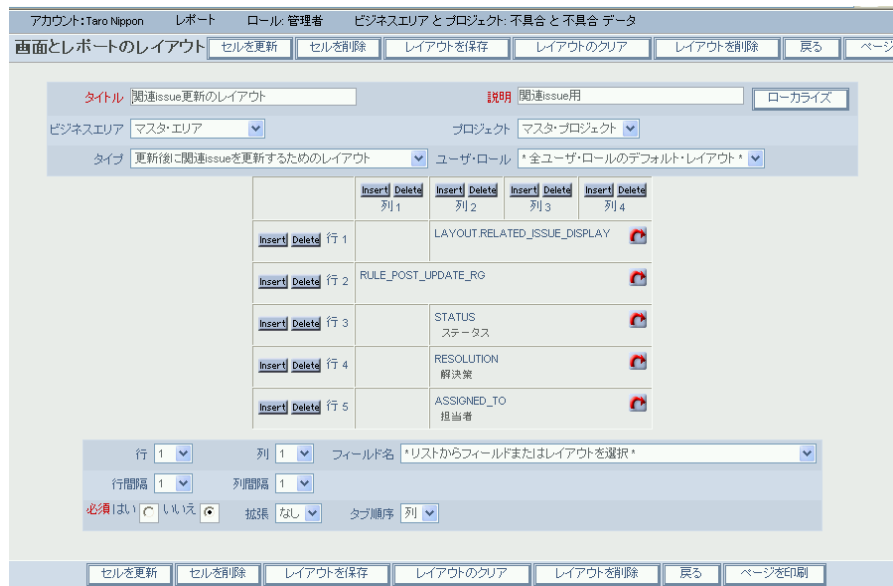 アカウント:Taro Nippon レポート ロール: 管理者 ビジネスエリア と プロジェクト: 不具合 と 不具合 データ
画面とレポートのレイアウト セルを更新 セルを削除 レイアウトを保存 レイアウトのクリア レイアウトを削除 戻る ページ
タイトル 関連issue更新のレイアウト 説明 関連issue用 ローカライズ
ビジネスエリア マスタ・エリア プロジェクト マスタ・プロジェクト
タイプ 更新後に関連issueを更新するためのレイアウト ユーザ・ロール *全ユーザ・ロールのデフォルト・レイアウト*
Insert Delete Insert Delete Insert Delete Insert Delete
列 1 列 2 列 3 列 4
Insert Delete 行 1 LAYOUT.RELATED_ISSUE_DISPLAY
Insert Delete 行 2 RULE_POST_UPDATE_RG
Insert Delete 行 3 STATUS
ステータス
Insert Delete 行 4 RESOLUTION
解決策
Insert Delete 行 5 ASSIGNED_TO
担当者
行 1 列 1 フィールド名 *リストからフィールドまたはレイアウトを選択*
行間隔 1 列間隔 1
必須 はい いいえ 拡張 なし タブ順序 列
セルを更新 セルを削除 レイアウトを保存 レイアウトのクリア レイアウトを削除 戻る ページを印刷